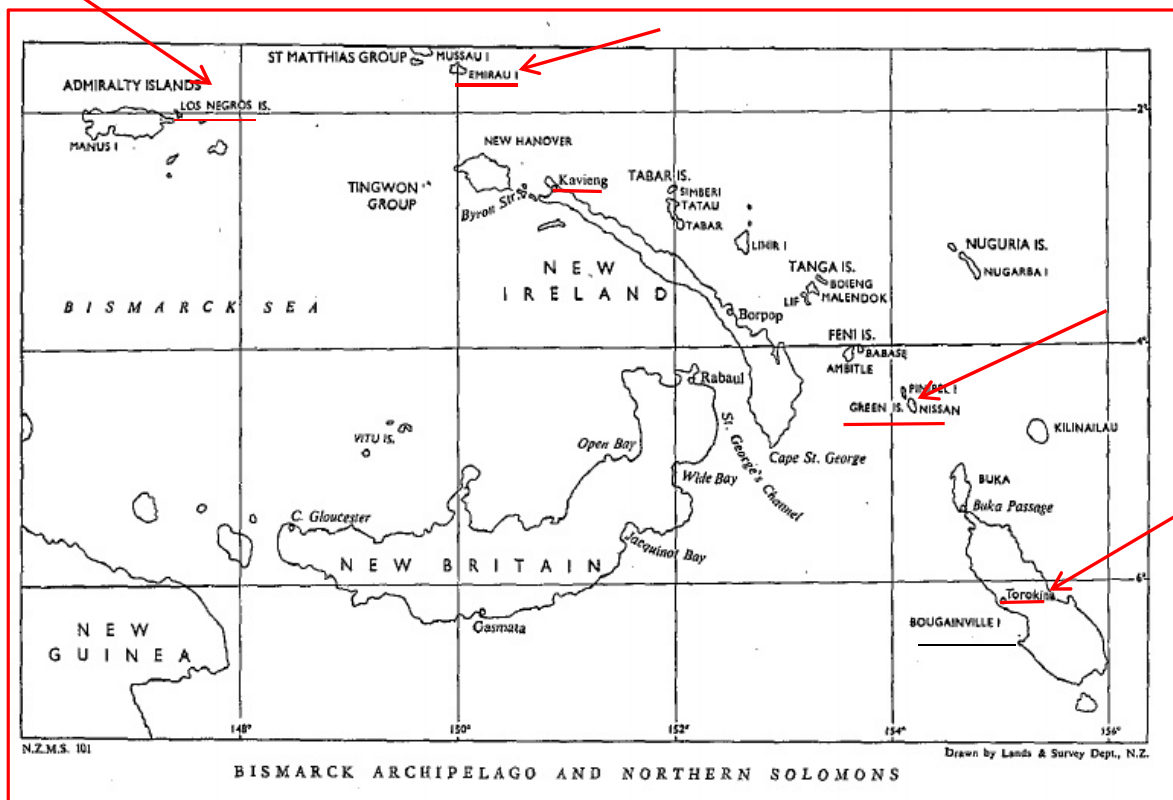 ST MATTHIAS GROUP
MUSSAU I
EMIRAU I
ADMIRALTY ISLANDS
LOS NEGROS IS.
2°
MANUS I
NEW HANOVER
TINGWON
GROUP
Byron Str.
Kavieng
TABAR IS.
SIMBERI
TATAU
TABAR
LIHIR I
NUGURIA IS.
NUGARBA I
NEW
IRELAND
TANGA IS.
BOIENG
MALENDOK
LIF
BISMARCK SEA
Borpop
FENI IS.
BABASE
AMBITLE
4°
Rabaul
PINIPEL I
GREEN IS.
NISSAN
KILINAILAU
VITU IS.
Open Bay
St. George's Channel
Cape St. George
Wide Bay
BUKA
Buka Passage
C. Gloucester
Jacquinot Bay
NEW BRITAIN
6°
Torokina
Gasmata
BOUGAINVILLE I
NEW
GUINEA
148°
150°
152°
154°
156°
N.Z.M.S. 101
Drawn by Lands & Survey Dept., N.Z.
BISMARCK ARCHIPELAGO AND NORTHERN SOLOMONS